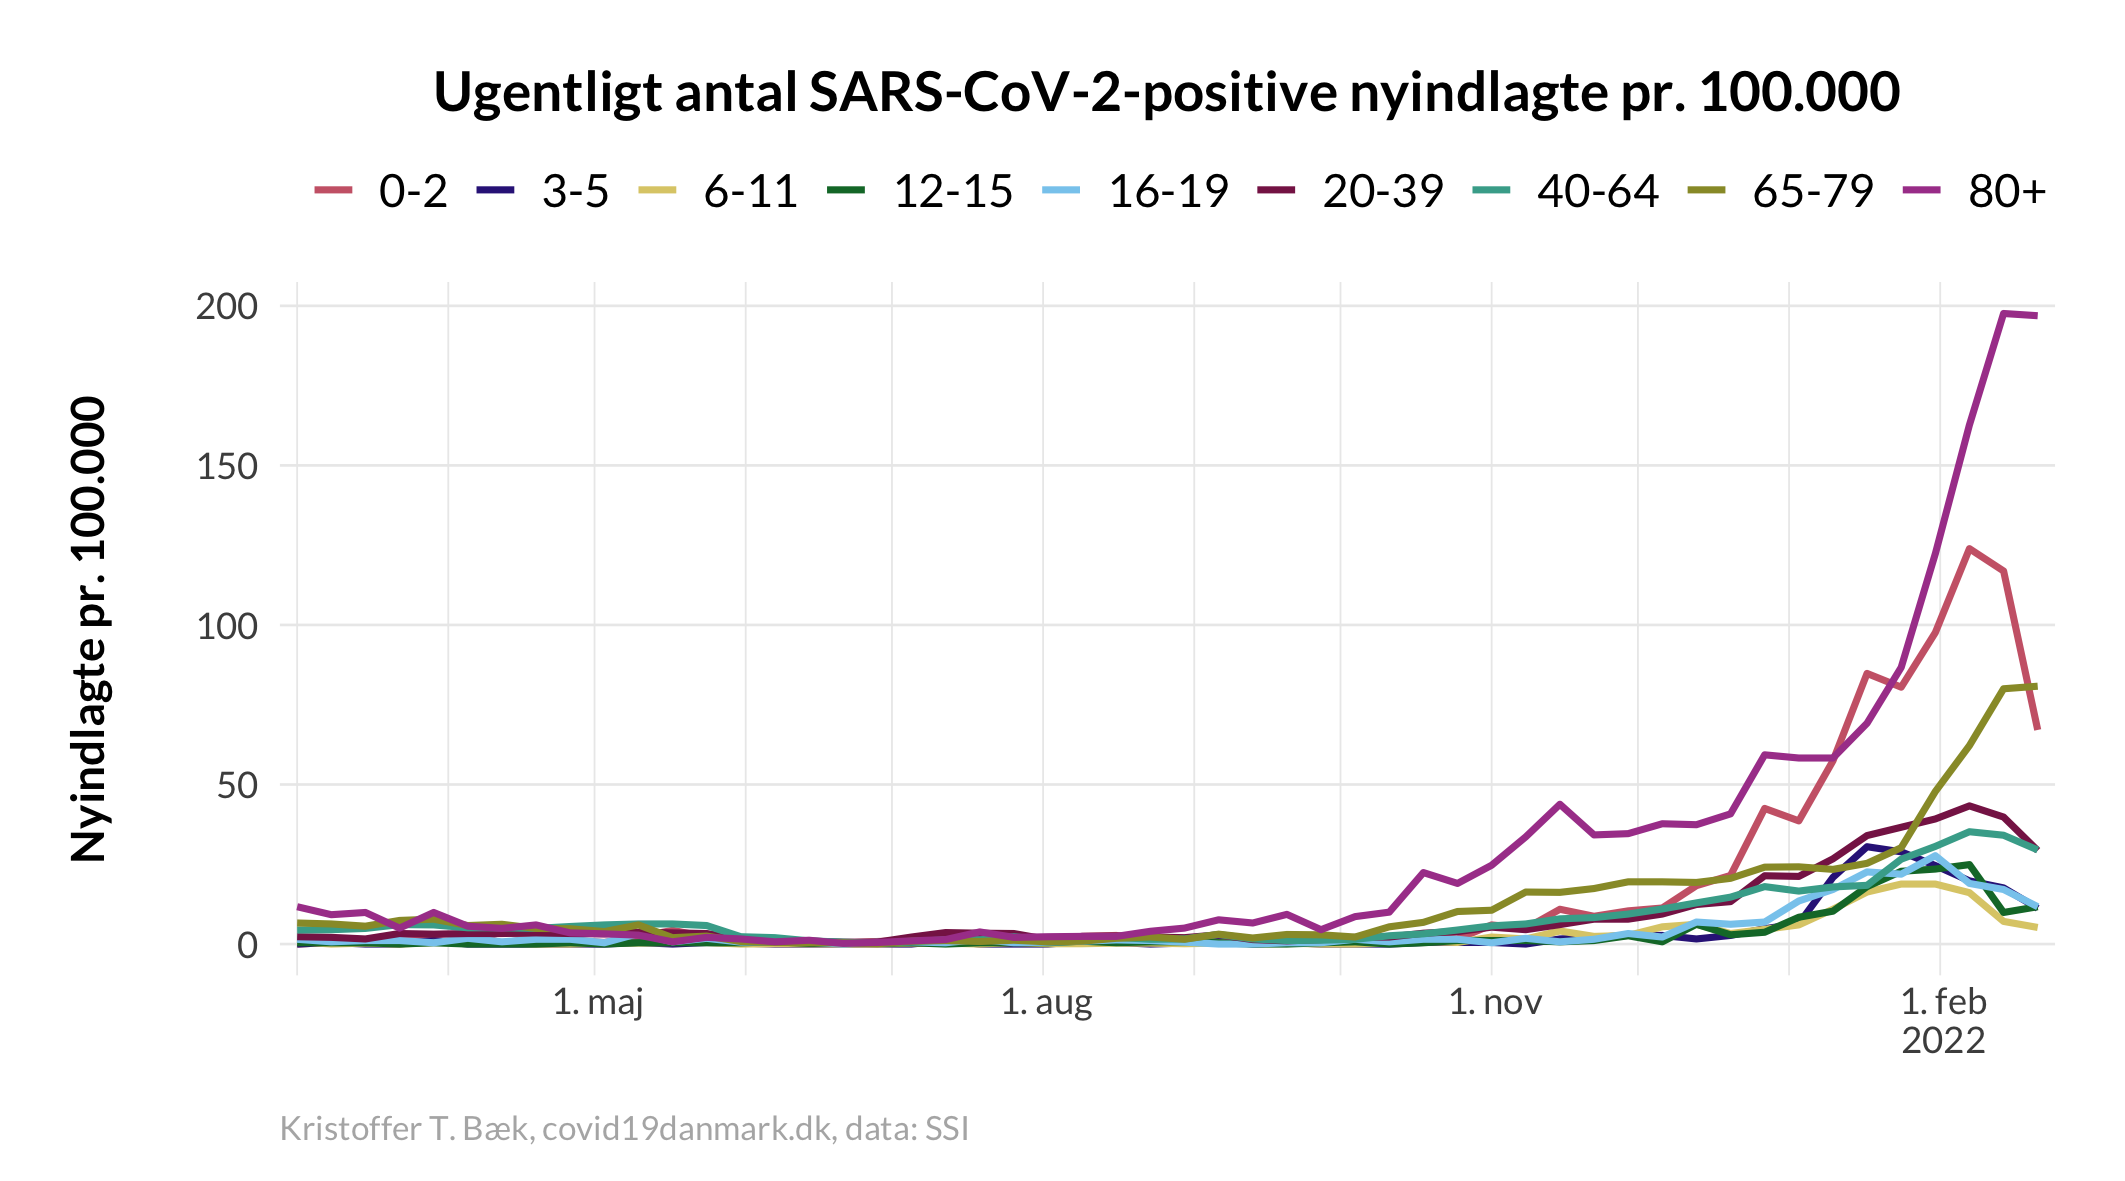 Ugentligt antal SARS-CoV-2-positive nyindlagte pr. 100.000
0-2 3-5 6-11 12-15 16-19 20-39 40-64 65-79 80+
Nyindlagte pr. 100.000
200
150
100
50
0
1. maj 1. aug 1. nov 1. feb
2022
Kristoffer T. Bæk, covid19danmark.dk, data: SSI